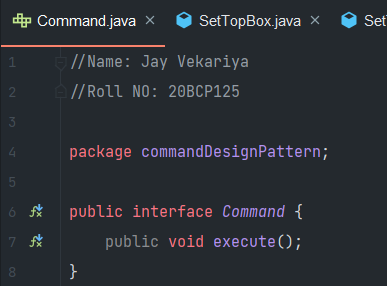 Command.java × SetTopBox.java × SetT
1 //Name: Jay Vekariya
2 //Roll NO: 20BCP125
3
4 package commandDesignPattern;
5
6 public interface Command {
7 public void execute();
8 }